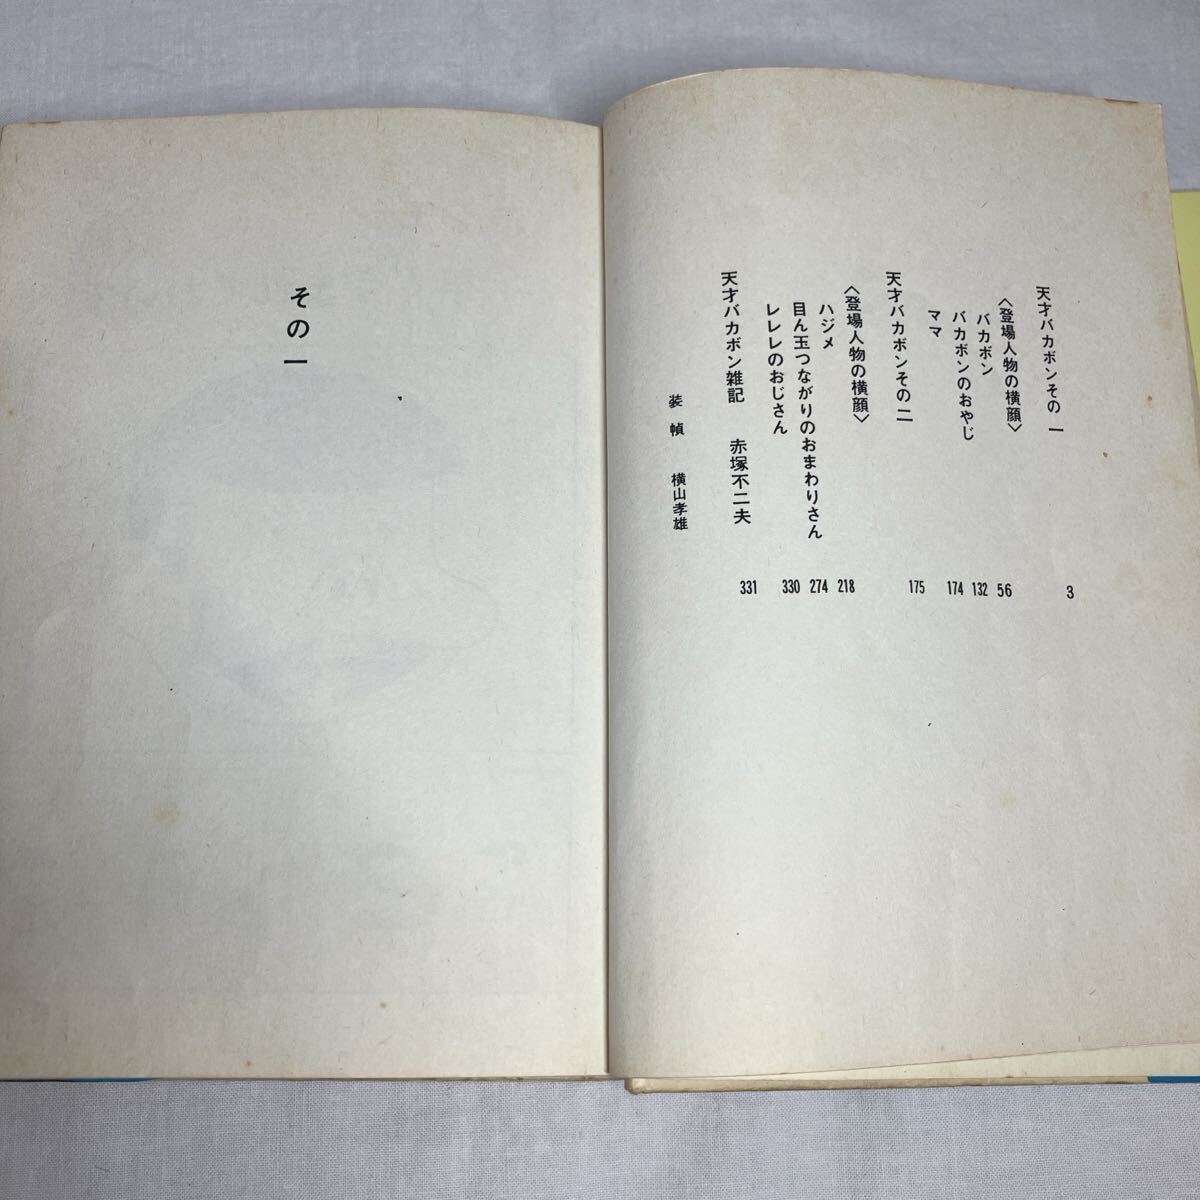 天才バカボンその一 3
〈登場人物の横顔〉
バカボン 56
バカボンのおやじ 132
ママ 174
天才バカボンその二 175
〈登場人物の横顔〉
ハジメ 218
目ん玉つながりのおまわりさん 274
レレレのおじさん 330
天才バカボン雑記 赤塚不二夫 331
装幀 横山孝雄
その一